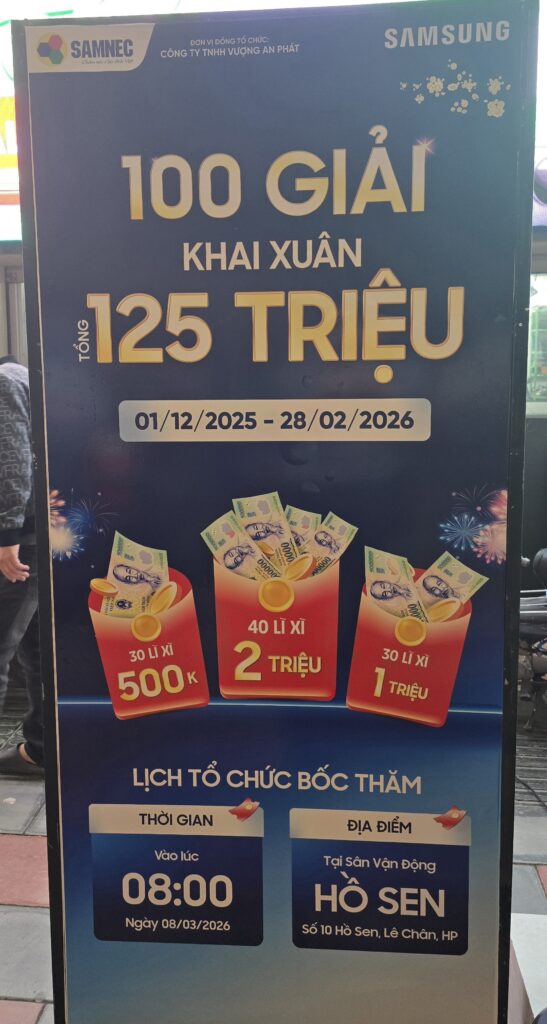 SAMNEC
ĐƠN VỊ ĐỒNG TỔ CHỨC:
CÔNG TY TNHH VƯỢNG AN PHÁT
SAMSUNG
100 GIẢI
KHAI XUÂN
TỔNG
125 TRIỆU
01/12/2025 - 28/02/2026
30 LÌ XÌ
500K
40 LÌ XÌ
2 TRIỆU
30 LÌ XÌ
1 TRIỆU
LỊCH TỔ CHỨC BỐC THĂM
THỜI GIAN
Vào lúc
08:00
Ngày 08/03/2026
ĐỊA ĐIỂM
Tại Sân Vận Động
HỒ SEN
Số 10 Hồ Sen, Lê Chân, HP